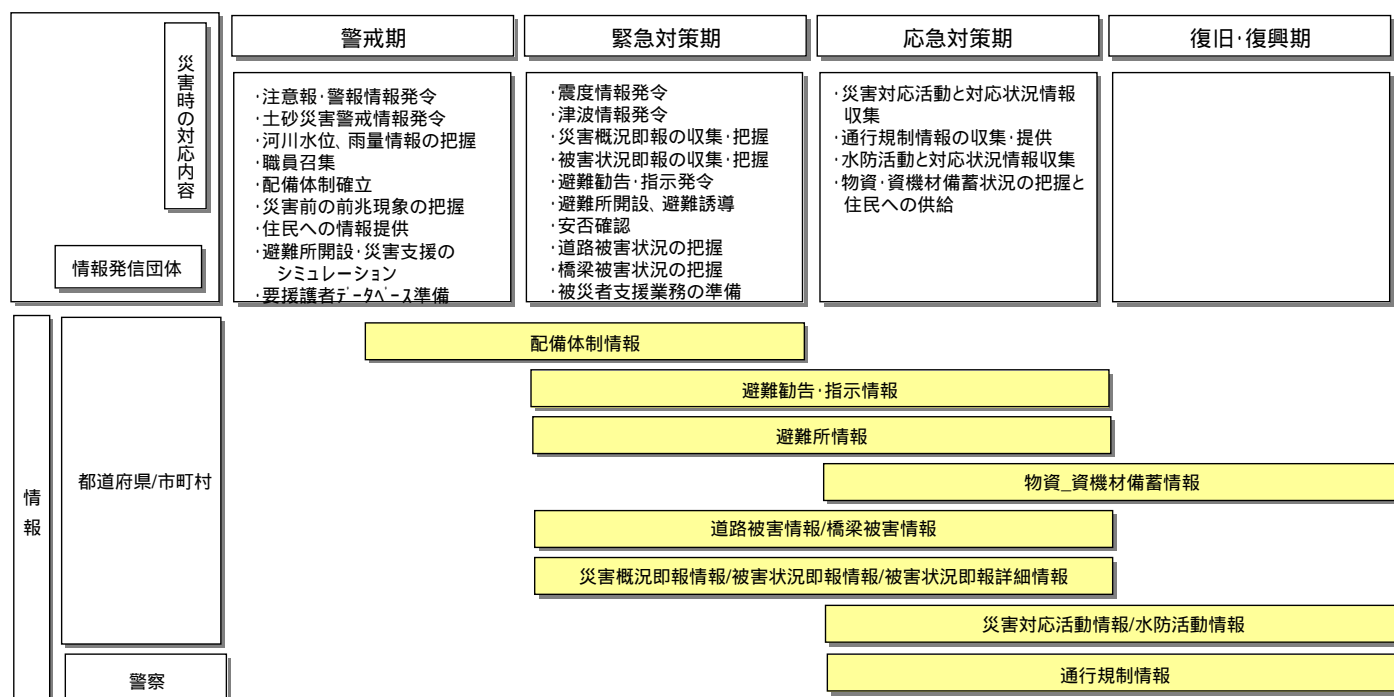 災害時の対応内容
情報発信団体
警戒期
緊急対策期
応急対策期
復旧・復興期
・注意報・警報情報発令
・土砂災害警戒情報発令
・河川水位、雨量情報の把握
・職員召集
・配備体制確立
・災害前の前兆現象の把握
・住民への情報提供
・避難所開設・災害支援の
シミュレーション
・要援護者ﾃﾞｰﾀﾍﾞｰｽ準備
・震度情報発令
・津波情報発令
・災害概況即報の収集・把握
・被害状況即報の収集・把握
・避難勧告・指示発令
・避難所開設、避難誘導
・安否確認
・道路被害状況の把握
・橋梁被害状況の把握
・被災者支援業務の準備
・災害対応活動と対応状況情報
収集
・通行規制情報の収集・提供
・水防活動と対応状況情報収集
・物資・資機材備蓄状況の把握と
住民への供給
情報
都道府県/市町村
配備体制情報
避難勧告・指示情報
避難所情報
物資_資機材備蓄情報
道路被害情報/橋梁被害情報
災害概況即報情報/被害状況即報情報/被害状況即報詳細情報
災害対応活動情報/水防活動情報
警察
通行規制情報